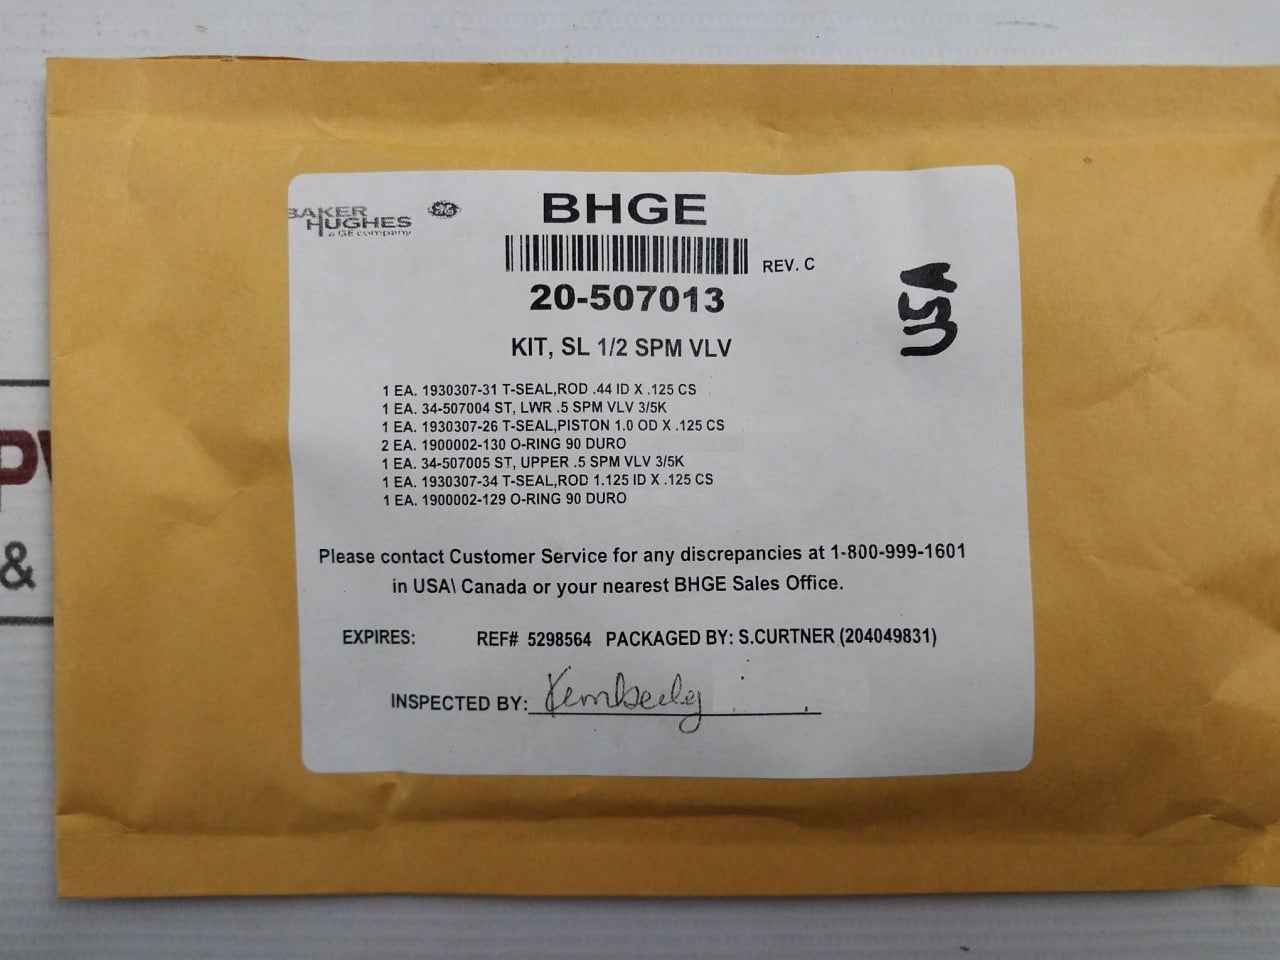 BAKER
HUGHES
a GE company
BHGE
REV. C
20-507013
USA
KIT, SL 1/2 SPM VLV
1 EA. 1930307-31 T-SEAL,ROD .44 ID X .125 CS
1 EA. 34-507004 ST, LWR .5 SPM VLV 3/5K
1 EA. 1930307-26 T-SEAL,PISTON 1.0 OD X .125 CS
2 EA. 1900002-130 O-RING 90 DURO
1 EA. 34-507005 ST, UPPER .5 SPM VLV 3/5K
1 EA. 1930307-34 T-SEAL,ROD 1.125 ID X .125 CS
1 EA. 1900002-129 O-RING 90 DURO
Please contact Customer Service for any discrepancies at 1-800-999-1601
in USA\ Canada or your nearest BHGE Sales Office.
EXPIRES: REF# 5298564 PACKAGED BY: S.CURTNER (204049831)
INSPECTED BY: Kemberly
&